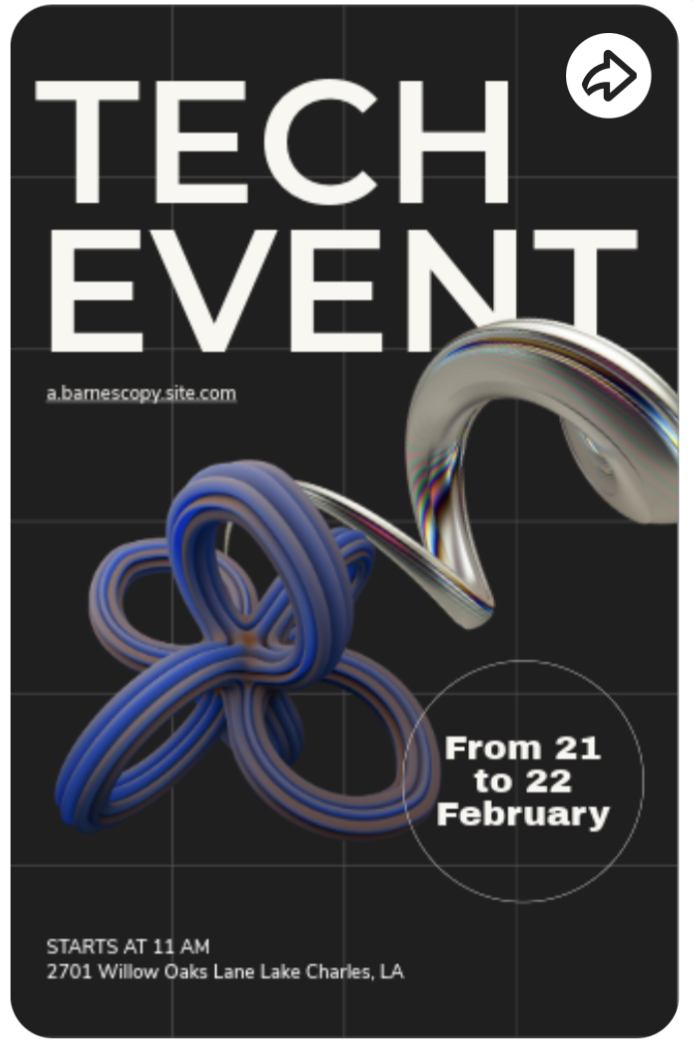 TECH
EVENT
a.barnescopy.site.com
From 21
to 22
February
STARTS AT 11 AM
2701 Willow Oaks Lane Lake Charles, LA